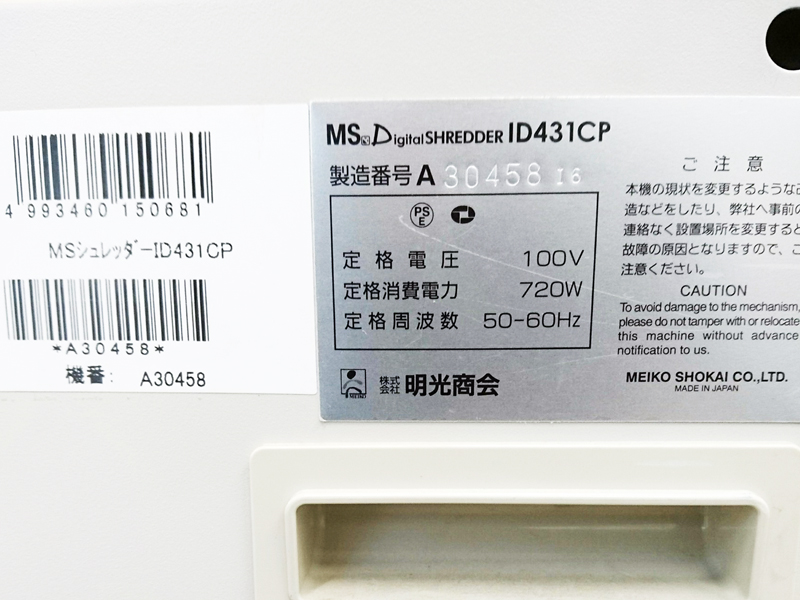 4 993460 150681
MSシュレッダーID431CP
*A30458*
機番: A30458
MS DigitalSHREDDER ID431CP
製造番号 A 30458 I6
PS
E
定格電圧 100V
定格消費電力 720W
定格周波数 50-60Hz
MEIKO
株式
会社 明光商会
ご注意
本機の現状を変更するような改
造などをしたり、弊社へ事前の
連絡なく設置場所を変更すると
故障の原因となりますので、ご
注意ください。
CAUTION
To avoid damage to the mechanism,
please do not tamper with or relocate
this machine without advance
notification to us.
MEIKO SHOKAI CO.,LTD.
MADE IN JAPAN